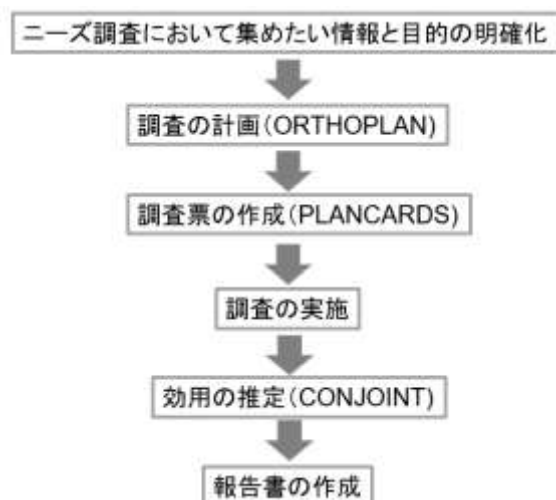 ニーズ調査において集めたい情報と目的の明確化
調査の計画(ORTHOPLAN)
調査票の作成(PLANCARDS)
調査の実施
効用の推定(CONJOINT)
報告書の作成